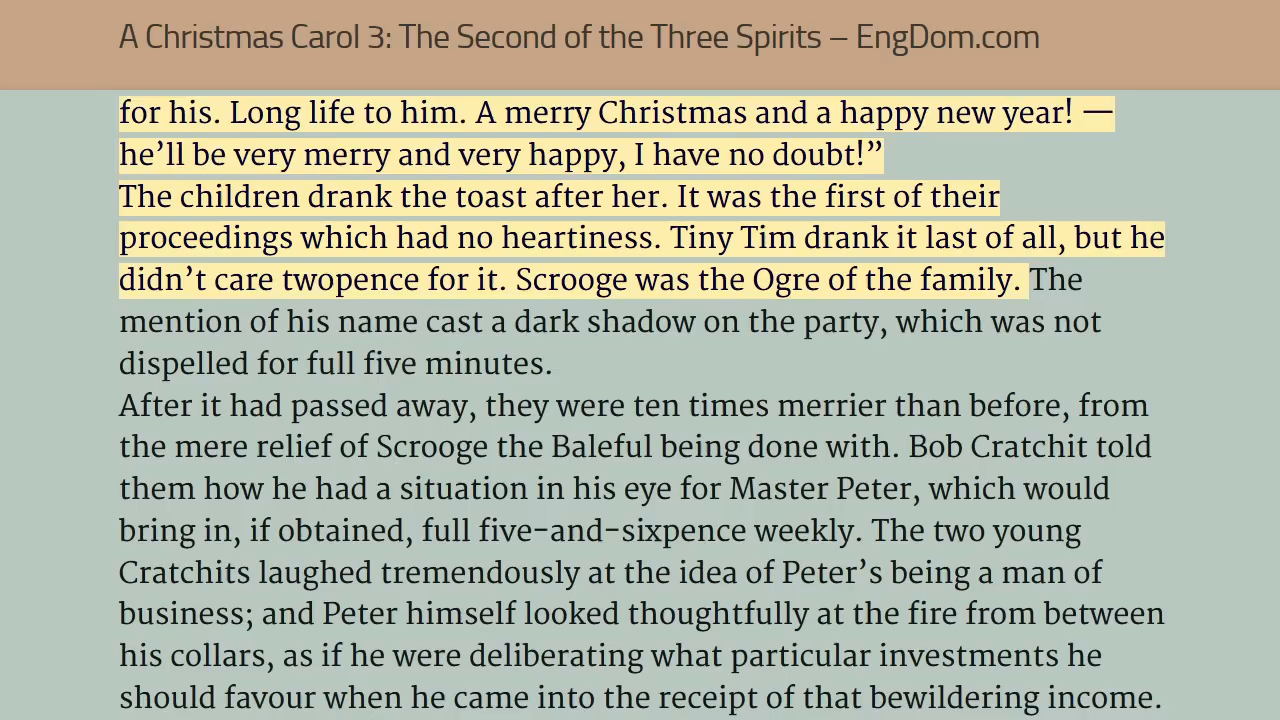 A Christmas Carol 3: The Second of the Three Spirits – EngDom.com
for his. Long life to him. A merry Christmas and a happy new year! —
he’ll be very merry and very happy, I have no doubt!”
The children drank the toast after her. It was the first of their
proceedings which had no heartiness. Tiny Tim drank it last of all, but he
didn’t care twopence for it. Scrooge was the Ogre of the family. The
mention of his name cast a dark shadow on the party, which was not
dispelled for full five minutes.
After it had passed away, they were ten times merrier than before, from
the mere relief of Scrooge the Baleful being done with. Bob Cratchit told
them how he had a situation in his eye for Master Peter, which would
bring in, if obtained, full five-and-sixpence weekly. The two young
Cratchits laughed tremendously at the idea of Peter’s being a man of
business; and Peter himself looked thoughtfully at the fire from between
his collars, as if he were deliberating what particular investments he
should favour when he came into the receipt of that bewildering income.